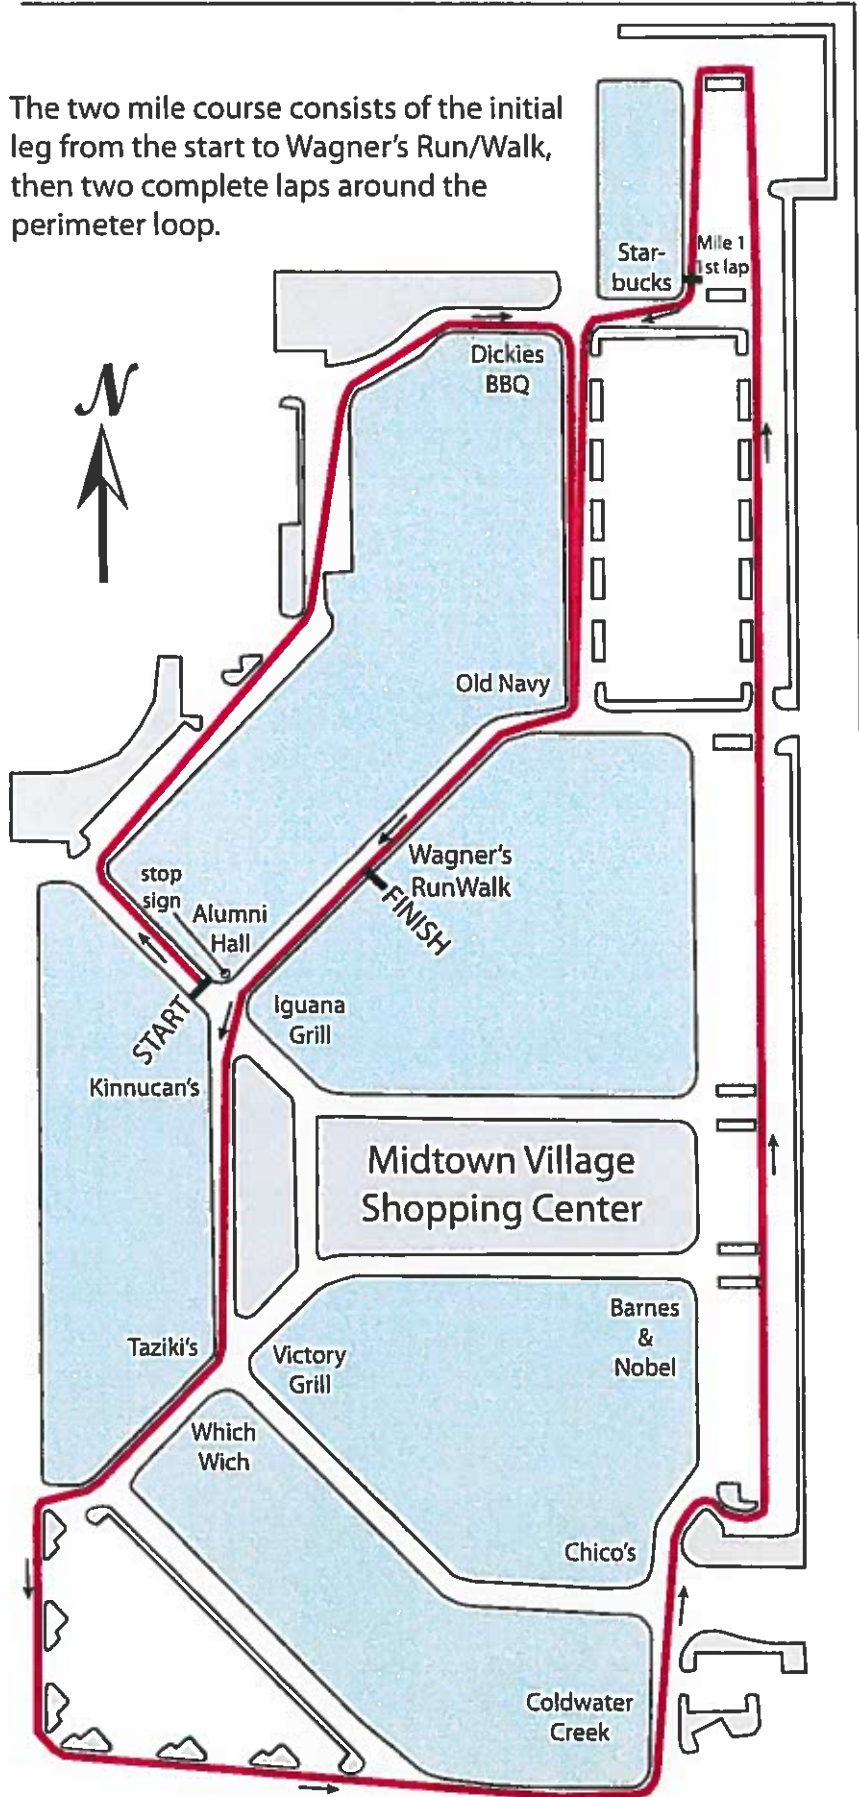 The two mile course consists of the initial
leg from the start to Wagner's Run/Walk,
then two complete laps around the
perimeter loop.
Star-
bucks
Mile 1
1st lap
Dickies
BBQ
N
Old Navy
Wagner's
RunWalk
FINISH
stop
sign
Alumni
Hall
START
Iguana
Grill
Kinnucan's
Midtown Village
Shopping Center
Barnes
&
Nobel
Taziki's
Victory
Grill
Which
Wich
Chico's
Coldwater
Creek